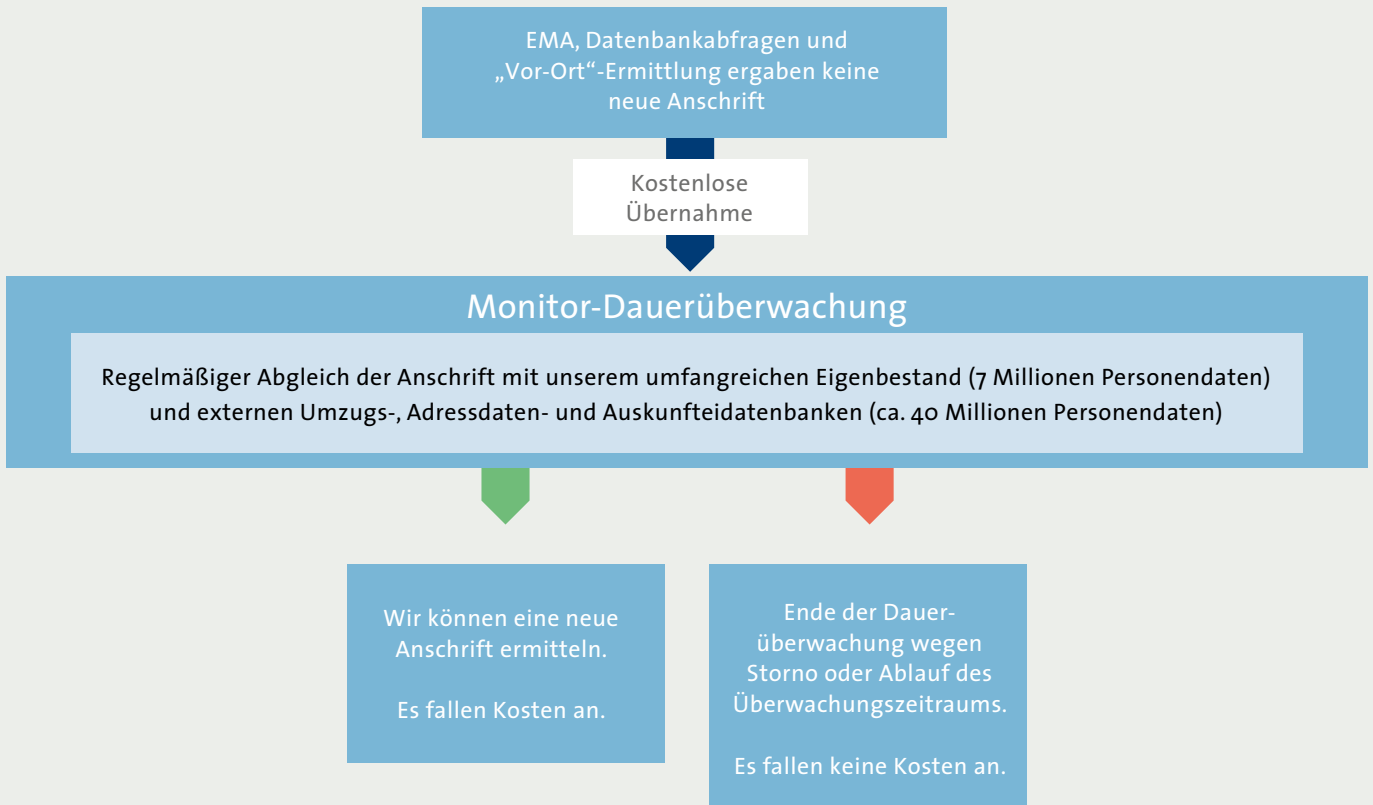 EMA, Datenbankabfragen und
„Vor-Ort“-Ermittlung ergaben keine
neue Anschrift
Kostenlose
Übernahme
Monitor-Dauerüberwachung
Regelmäßiger Abgleich der Anschrift mit unserem umfangreichen Eigenbestand (7 Millionen Personendaten)
und externen Umzugs-, Adressdaten- und Auskunfteidatenbanken (ca. 40 Millionen Personendaten)
Wir können eine neue
Anschrift ermitteln.
Es fallen Kosten an.
Ende der Dauer-
überwachung wegen
Storno oder Ablauf des
Überwachungszeitraums.
Es fallen keine Kosten an.